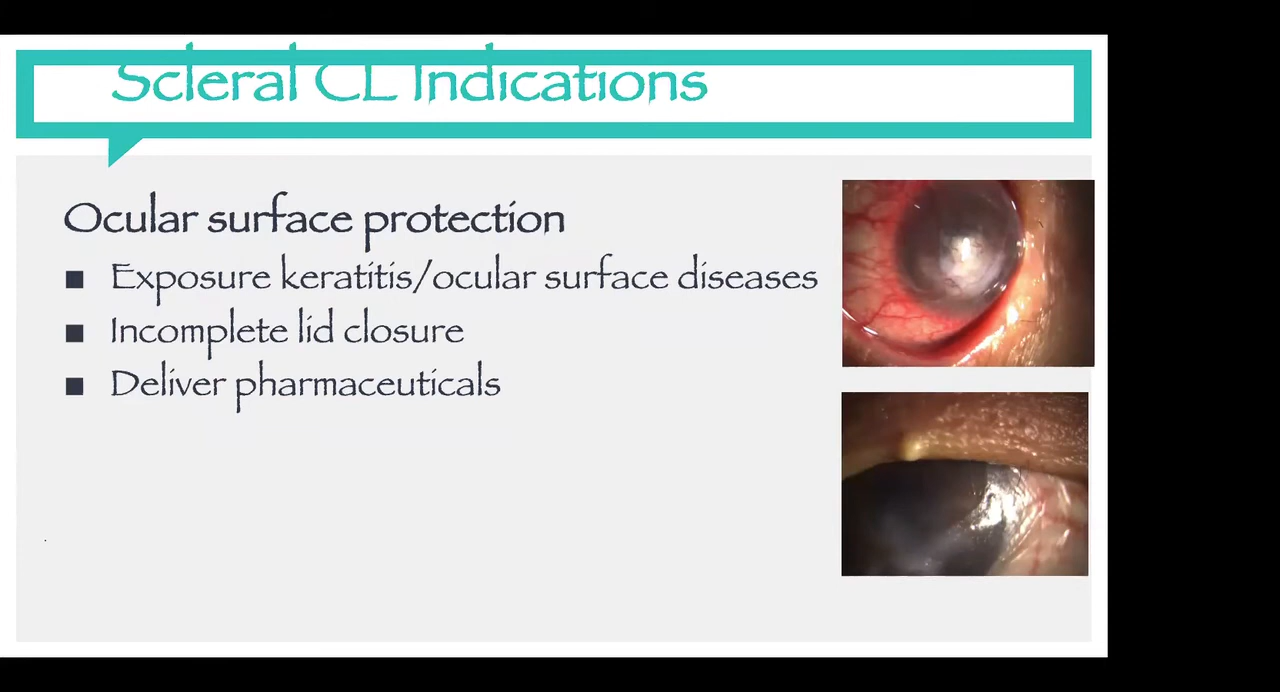 Scleral CL Indications
Ocular surface protection
■ Exposure keratitis/ocular surface diseases
■ Incomplete lid closure
■ Deliver pharmaceuticals